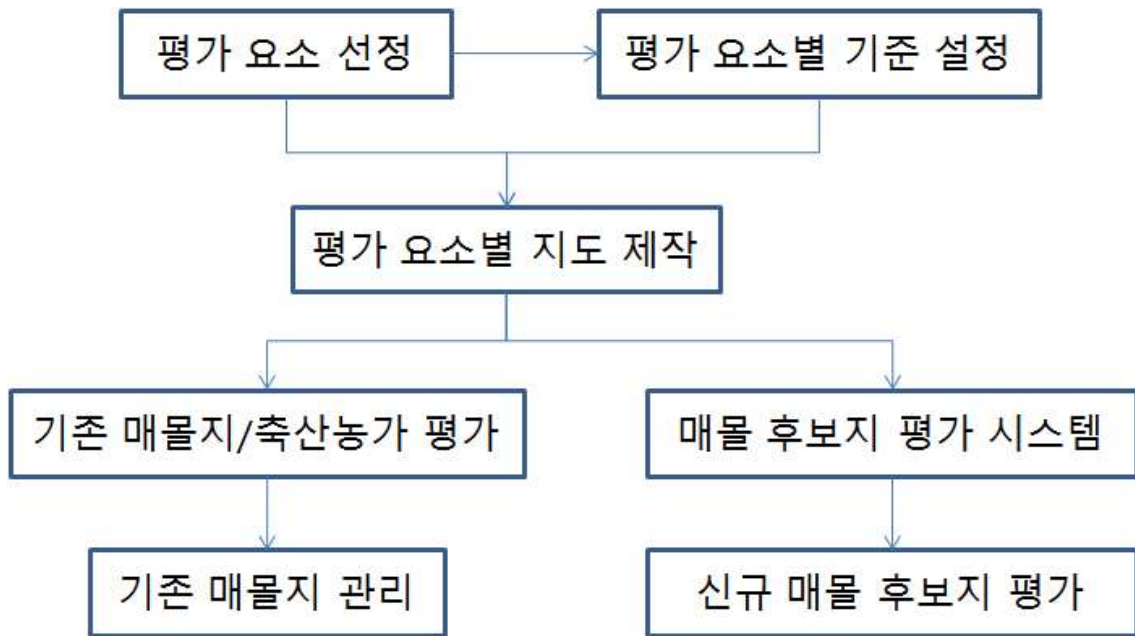 평가 요소 선정
평가 요소별 기준 설정
평가 요소별 지도 제작
기존 매몰지/축산농가 평가
매몰 후보지 평가 시스템
기존 매몰지 관리
신규 매몰 후보지 평가